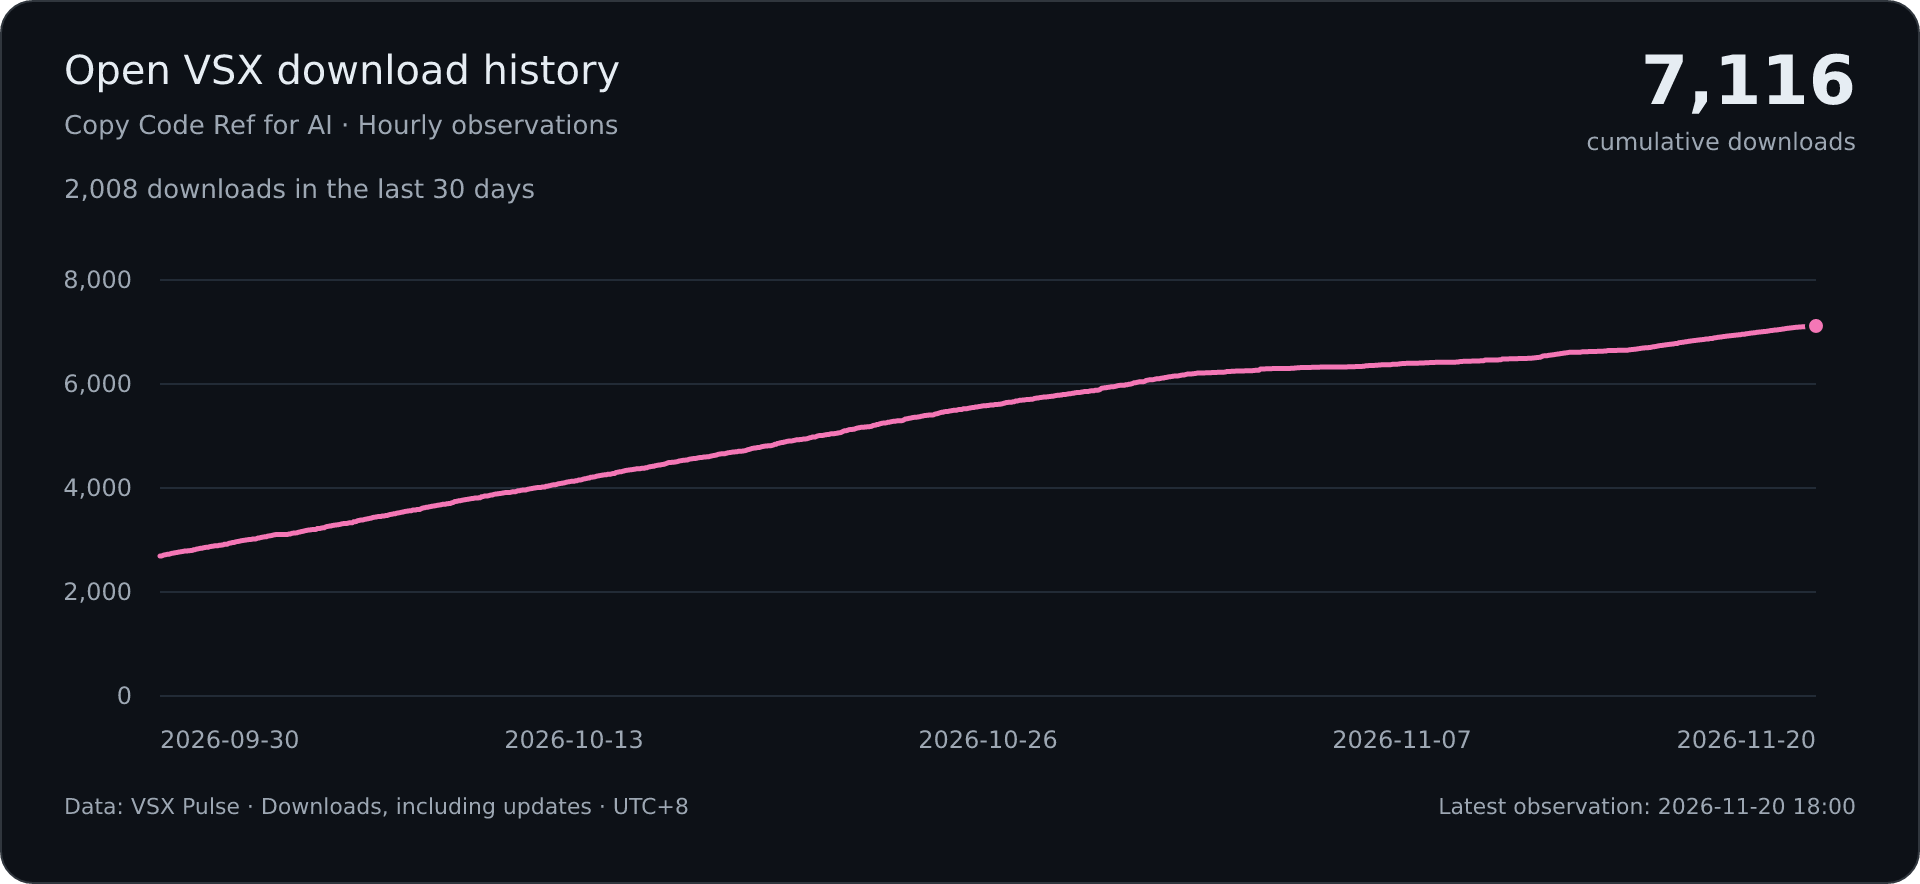 Open VSX download history
7,116
Copy Code Ref for AI · Hourly observations
cumulative downloads
2,008 downloads in the last 30 days
8,000
6,000
4,000
2,000
0
2026-09-30
2026-10-13
2026-10-26
2026-11-07
2026-11-20
Data: VSX Pulse · Downloads, including updates · UTC+8
Latest observation: 2026-11-20 18:00